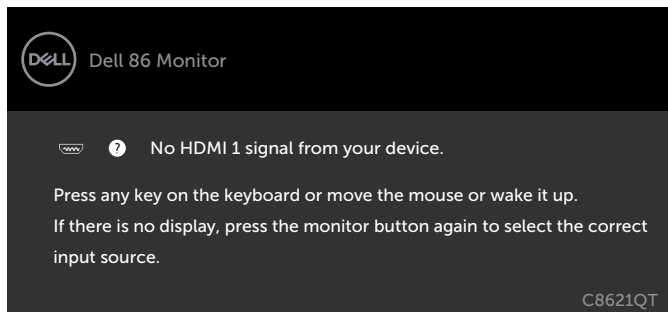 DELL
Dell 86 Monitor
? No HDMI 1 signal from your device.
Press any key on the keyboard or move the mouse or wake it up.
If there is no display, press the monitor button again to select the correct
input source.
C8621QT